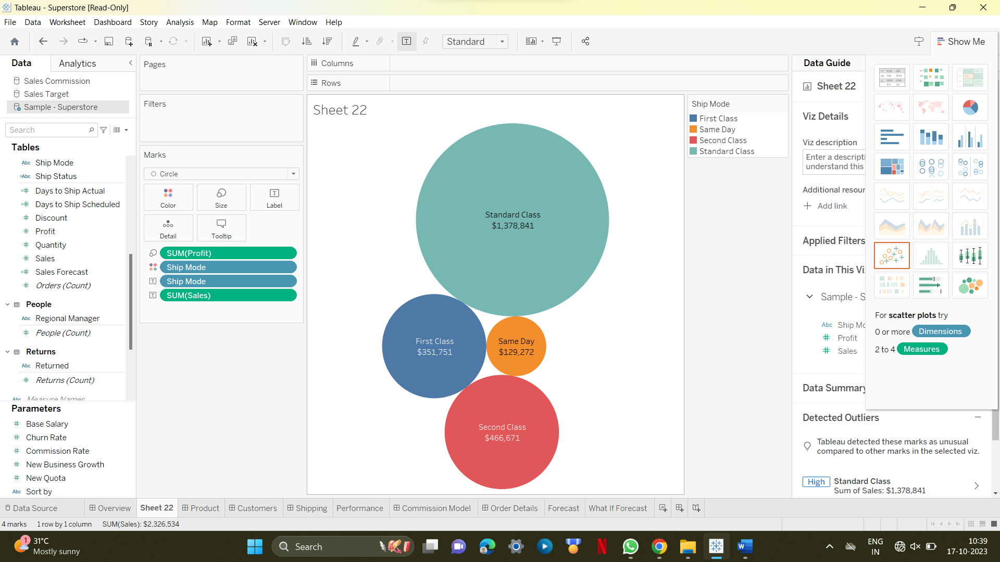 Tableau - Superstore [Read-Only]
File Data Worksheet Dashboard Story Analysis Map Format Server Window Help
Standard
Show Me
Data Analytics
Sales Commission
Sales Target
Sample - Superstore
Search
Tables
Abc Ship Mode
=Abc Ship Status
=# Days to Ship Actual
=# Days to Ship Scheduled
# Discount
# Profit
# Quantity
# Sales
=# Sales Forecast
# Orders (Count)
People
Abc Regional Manager
# People (Count)
Returns
Abc Returned
# Returns (Count)
Abc Measure Names
Parameters
# Base Salary
# Churn Rate
# Commission Rate
# New Business Growth
# New Quota
Abc Sort by
Pages
Filters
Marks
Circle
Color Size Label
Detail Tooltip
SUM(Profit)
Ship Mode
Ship Mode
SUM(Sales)
Columns
Rows
Sheet 22
Standard Class
$1,378,841
First Class
$351,751
Same Day
$129,272
Second Class
$466,671
Ship Mode
First Class
Same Day
Second Class
Standard Class
Data Guide
Sheet 22
Viz Details
Viz description
Enter a descripti
understand this
Additional resour
Add link
Applied Filters
Data in This Vi
Sample - S
Abc Ship Mo
# Profit
# Sales
Data Summary
Detected Outliers
Tableau detected these marks as unusual
compared to other marks in the selected viz.
High Standard Class
Sum of Sales: $1,378,841
For scatter plots try
0 or more Dimensions
2 to 4 Measures
Data Source Overview Sheet 22 Product Customers Shipping Performance Commission Model Order Details Forecast What If Forecast
4 marks 1 row by 1 column SUM(Sales): $2,326,534
1 31°C
Mostly sunny
Search
ENG
IN
10:39
17-10-2023